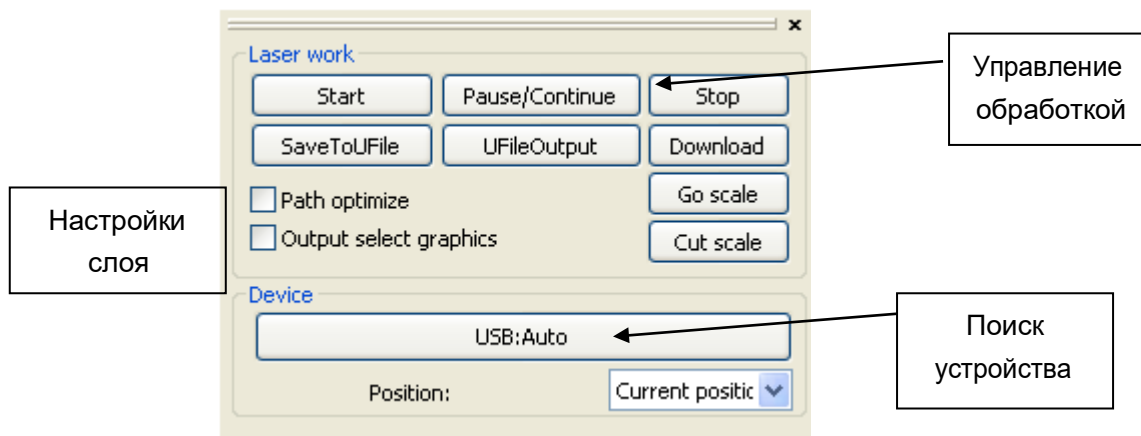 Laser work
Start
Pause/Continue
Stop
SaveToUFile
UFileOutput
Download
Path optimize
Go scale
Output select graphics
Cut scale
Device
USB:Auto
Position:
Current positic
Управление
обработкой
Настройки
слоя
Поиск
устройства